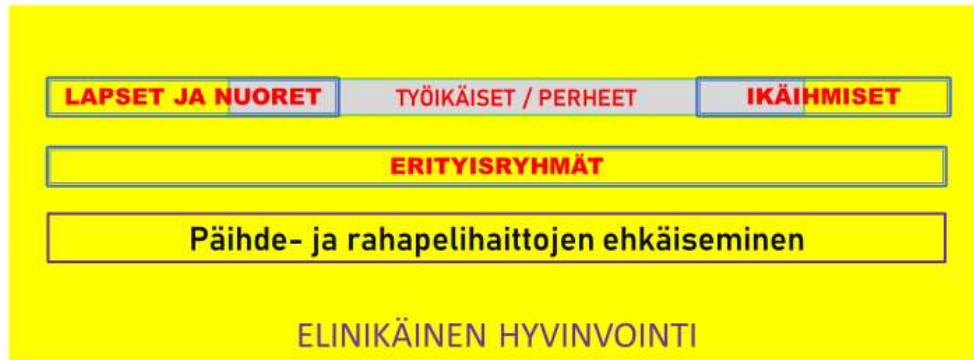 LAPSET JA NUORET TYÖIKÄISET / PERHEET IKÄIHMISET
ERITYISRYHMÄT
Päihde- ja rahapelihaittojen ehkäiseminen
ELINIKÄINEN HYVINVOINTI